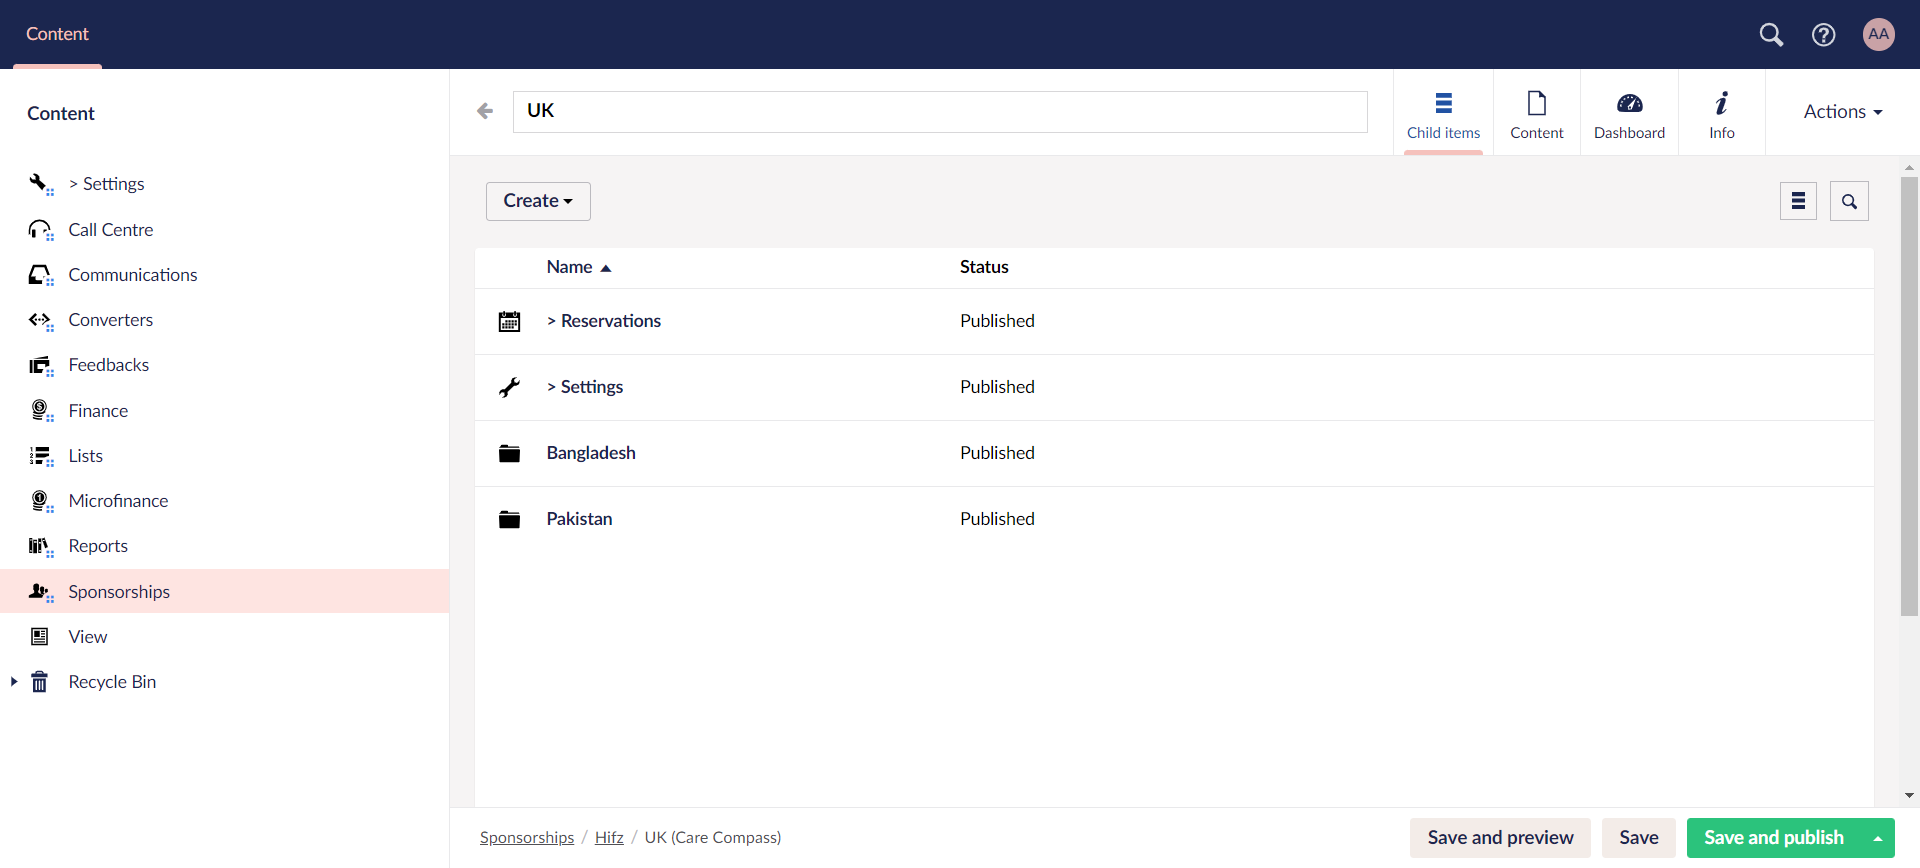 Content
AA
Content
> Settings
Call Centre
Communications
Converters
Feedbacks
Finance
Lists
Microfinance
Reports
Sponsorships
View
Recycle Bin
UK
Child items
Content
Dashboard
Info
Actions
Create
Name Status
> Reservations Published
> Settings Published
Bangladesh Published
Pakistan Published
Sponsorships / Hifz / UK (Care Compass)
Save and preview
Save
Save and publish